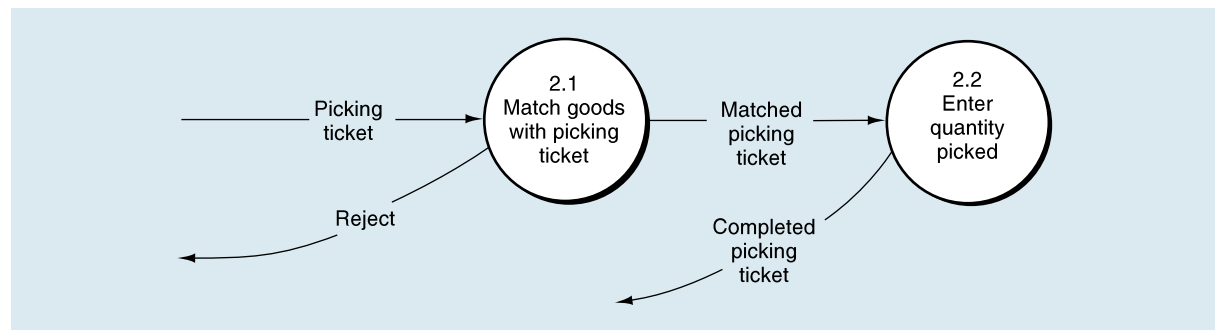 Picking
ticket
2.1
Match goods
with picking
ticket
Matched
picking
ticket
2.2
Enter
quantity
picked
Reject
Completed
picking
ticket